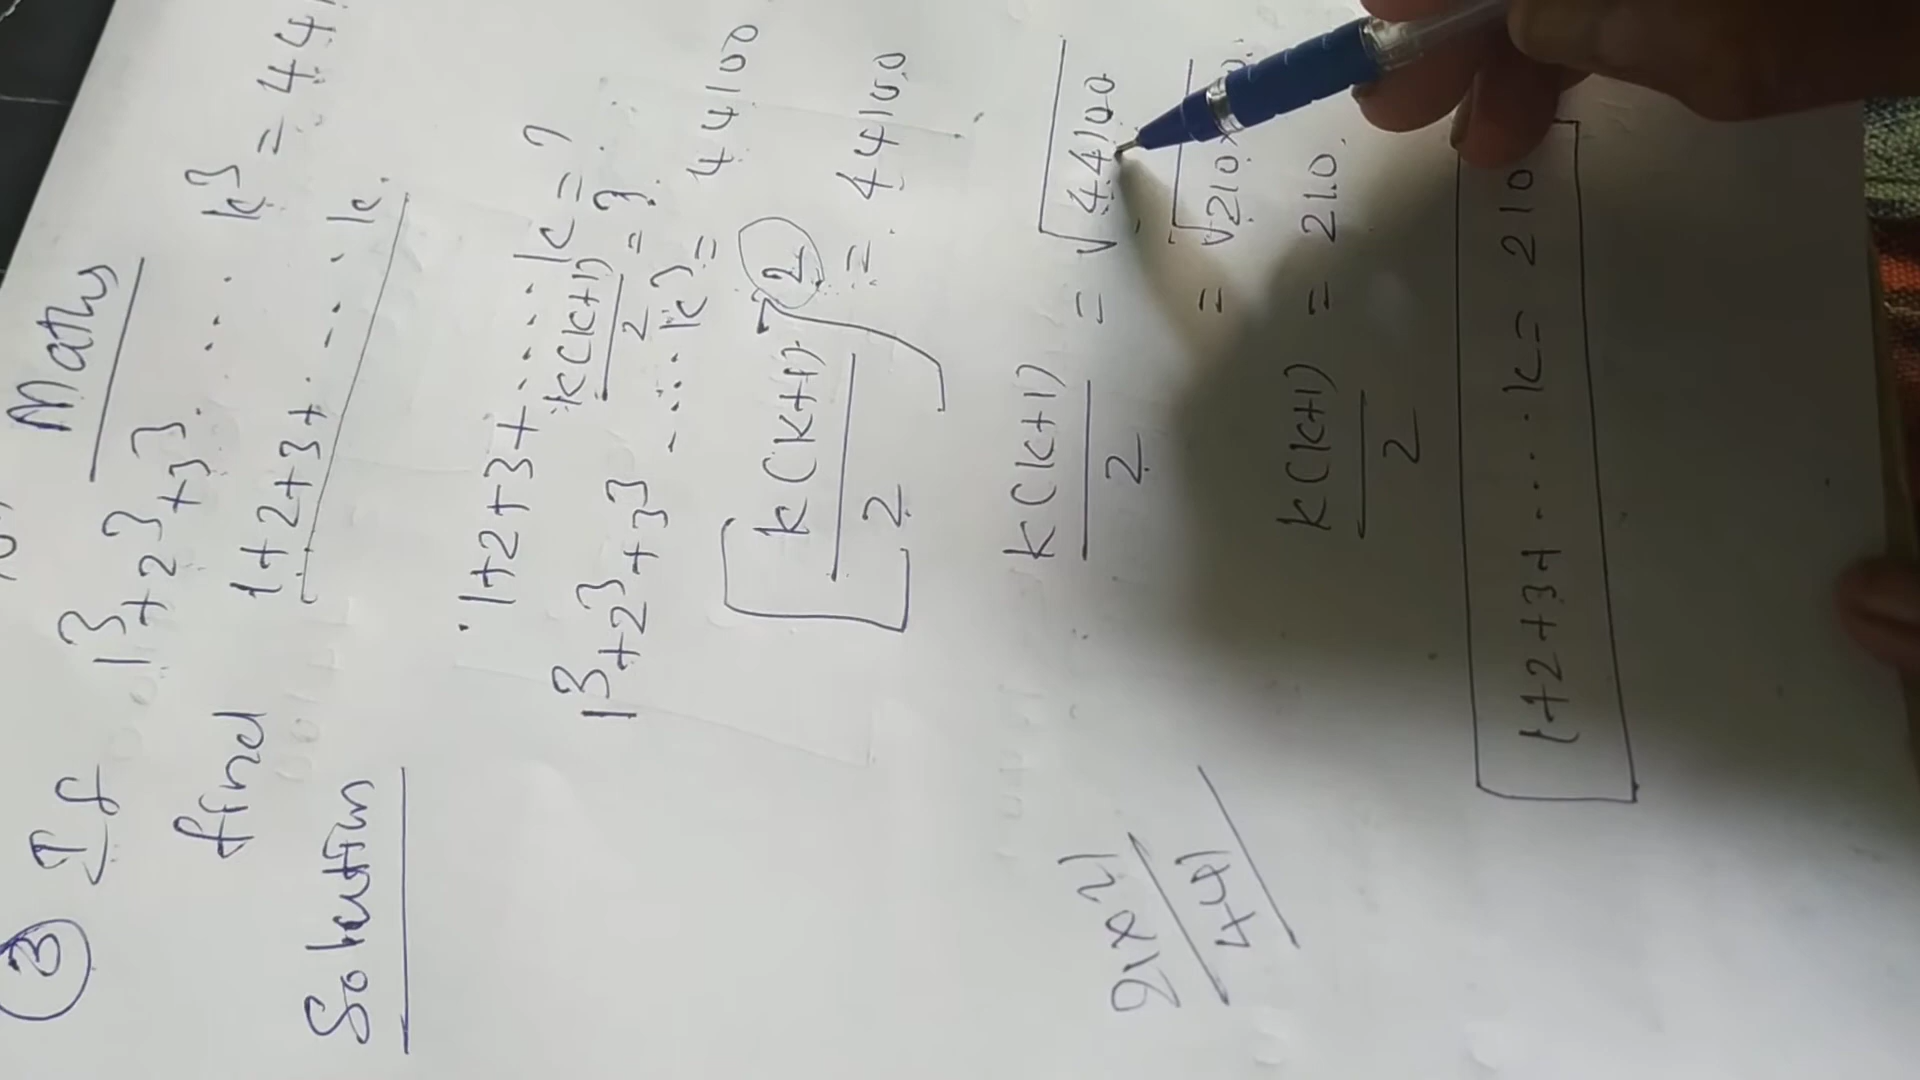 Maths
③ If 1³+2³+3³. .... k³ = 44
find 1+2+3+. ..... k.
Solution
1+2+3+.....k = ?
k(k+1)/2 = ?
1³+2³+3³ .....k³ = 44100
[k(k+1)/2]² = 44100
k(k+1)/2 = √44100
21×21
441
= √210×
k(k+1)/2 = 210.
1+2+3+.....k = 210